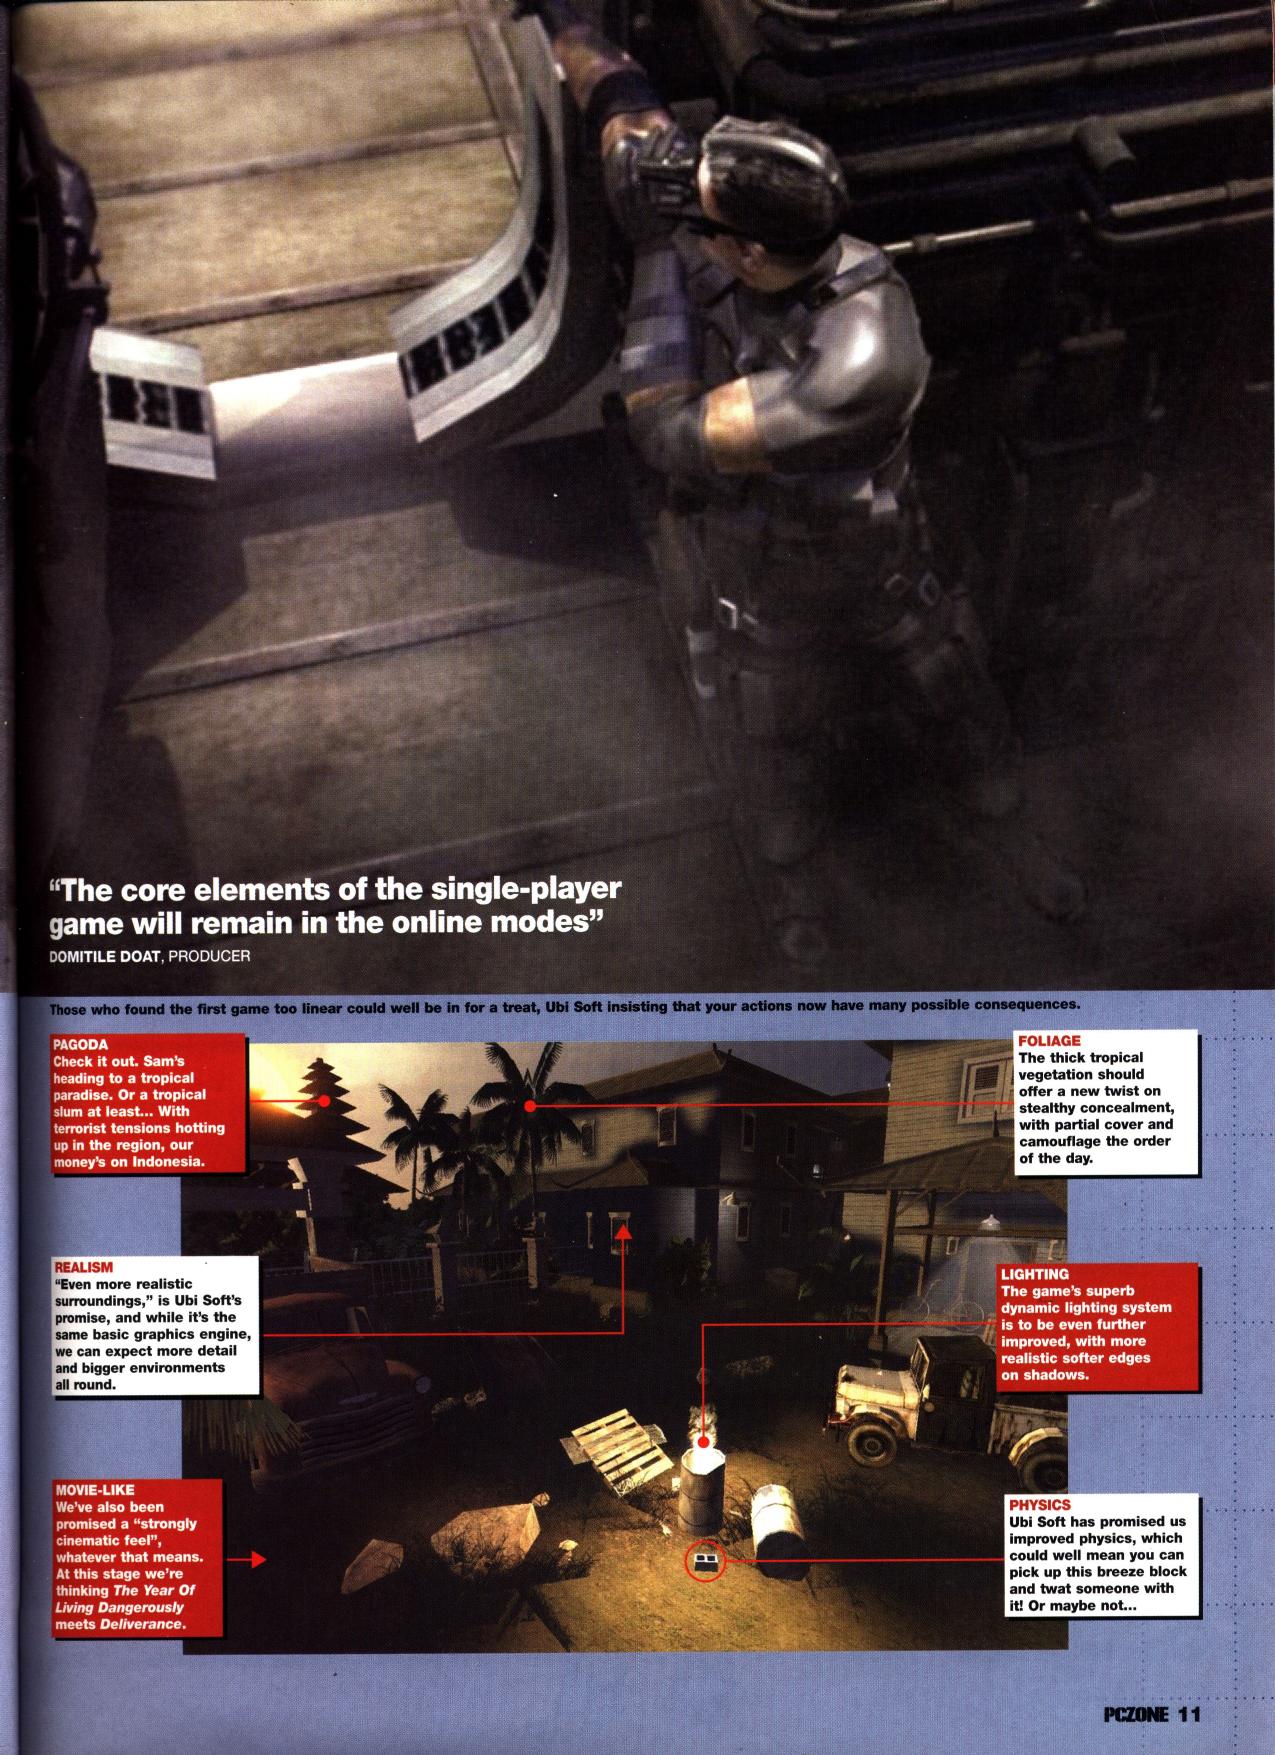 “The core elements of the single-player
game will remain in the online modes”
DOMITILE DOAT, PRODUCER
Those who found the first game too linear could well be in for a treat, Ubi Soft insisting that your actions now have many possible consequences.
PAGODA
Check it out. Sam's
heading to a tropical
paradise. Or a tropical
slum at least... With
terrorist tensions hotting
up in the region, our
money's on Indonesia.
FOLIAGE
The thick tropical
vegetation should
offer a new twist on
stealthy concealment,
with partial cover and
camouflage the order
of the day.
REALISM
“Even more realistic
surroundings,” is Ubi Soft's
promise, and while it's the
same basic graphics engine,
we can expect more detail
and bigger environments
all round.
LIGHTING
The game's superb
dynamic lighting system
is to be even further
improved, with more
realistic softer edges
on shadows.
MOVIE-LIKE
We've also been
promised a “strongly
cinematic feel”,
whatever that means.
At this stage we're
thinking The Year Of
Living Dangerously
meets Deliverance.
PHYSICS
Ubi Soft has promised us
improved physics, which
could well mean you can
pick up this breeze block
and twat someone with
it! Or maybe not...
PCZONE 11